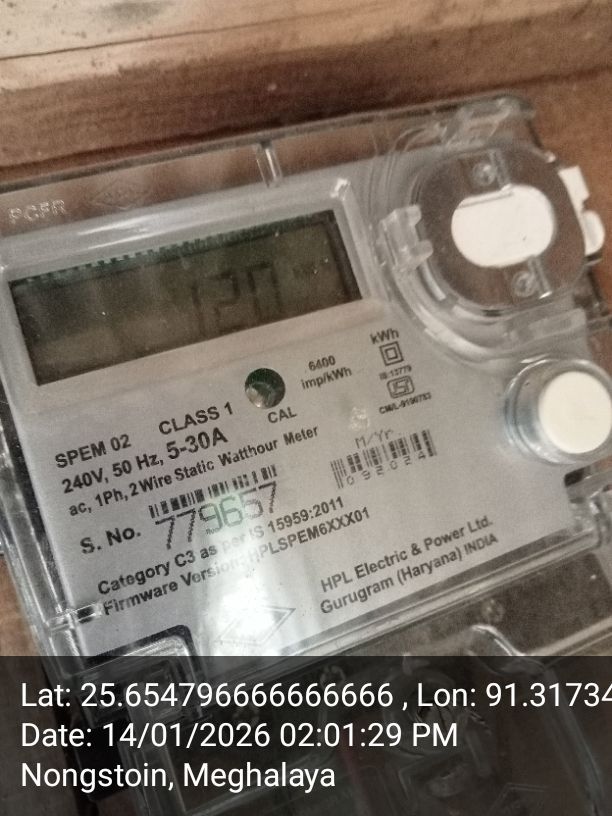 120
kWh
6400
imp/kWh
IS:13779
CM/L-9190783
CAL
SPEM 02 CLASS 1
240V, 50 Hz, 5-30A
ac, 1Ph, 2 Wire Static Watthour Meter
M/Yr.
092024
S. No. 779657
Category C3 as per IS 15959:2011
Firmware Version: HPLSPEM6XXX01
HPL Electric & Power Ltd.
Gurugram (Haryana) INDIA
Lat: 25.654796666666666 , Lon: 91.31734
Date: 14/01/2026 02:01:29 PM
Nongstoin, Meghalaya